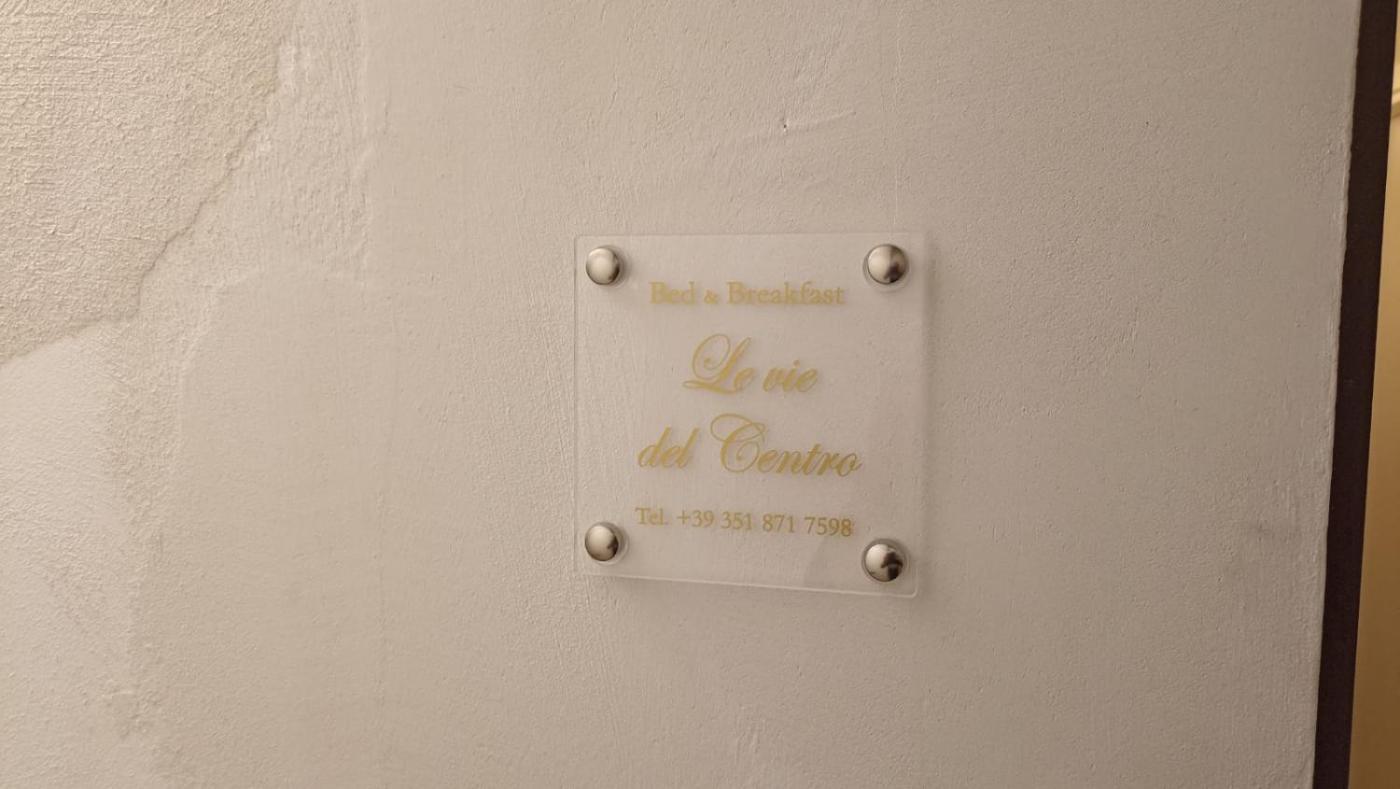 Bed & Breakfast
Le vie
del Centro
Tel. +39 351 871 7598